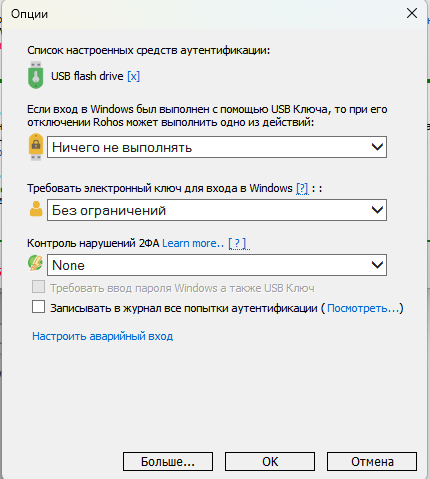 Опции
Список настроенных средств аутентификации:
USB flash drive [x]
Если вход в Windows был выполнен с помощью USB Ключа, то при его
отключении Rohos может выполнить одно из действий:
Ничего не выполнять
Требовать электронный ключ для входа в Windows [?] : :
Без ограничений
Контроль нарушений 2ФА Learn more.. [ ? ]
None
Требовать ввод пароля Windows а также USB Ключ
Записывать в журнал все попытки аутентификации ( Посмотреть...)
Настроить аварийный вход
Больше... OK Отмена